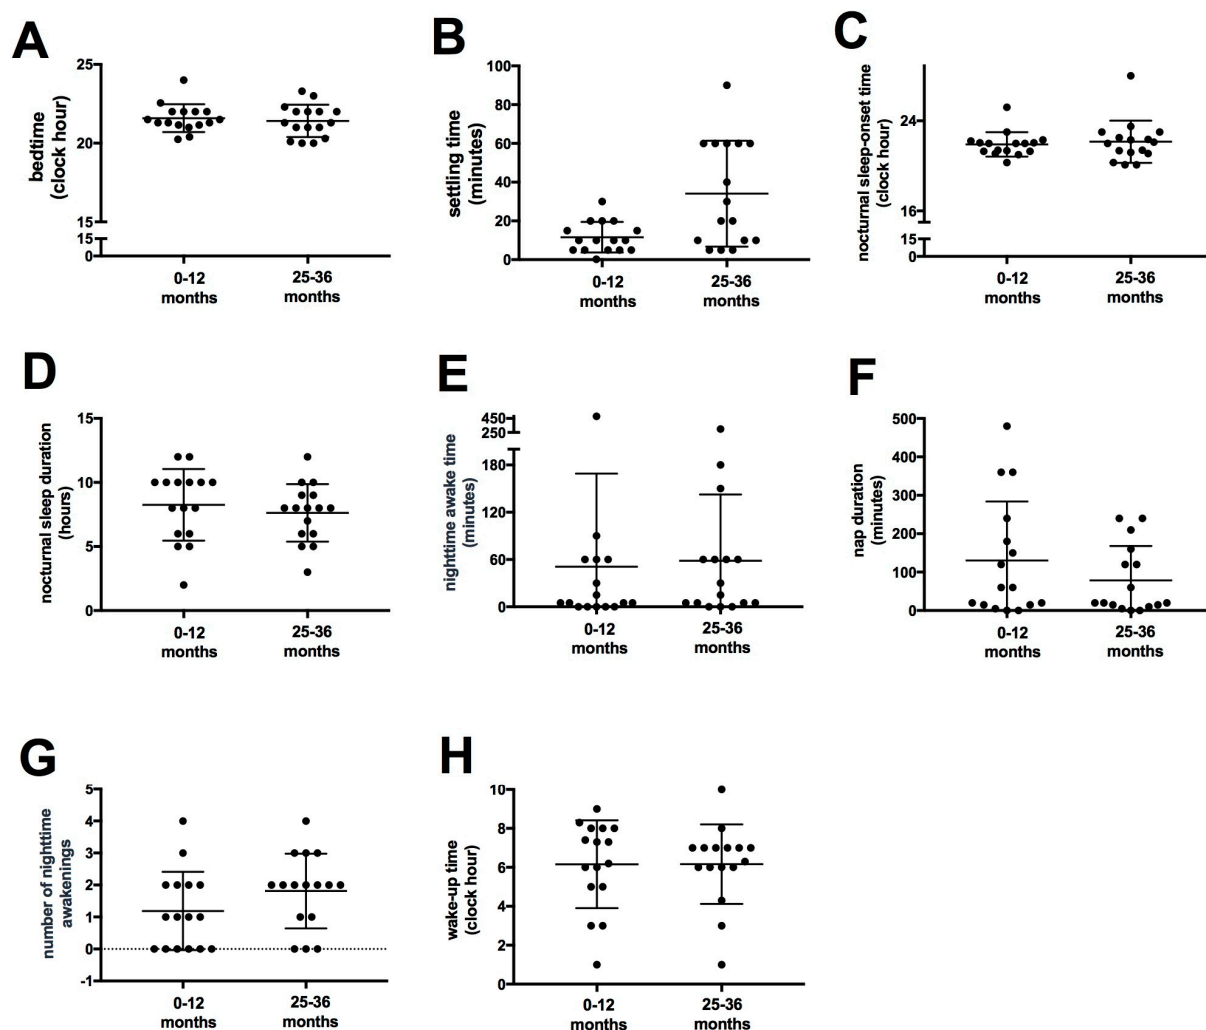 A
bedtime
(clock hour)
25
20
15
15
0
0-12
months
25-36
months
B
settling time
(minutes)
100
80
60
40
20
0
0-12
months
25-36
months
C
nocturnal sleep-onset time
(clock hour)
24
16
15
0
0-12
months
25-36
months
D
nocturnal sleep duration
(hours)
15
10
5
0
0-12
months
25-36
months
E
nighttime awake time
(minutes)
450
250
180
120
60
0
0-12
months
25-36
months
F
nap duration
(minutes)
500
400
300
200
100
0
0-12
months
25-36
months
G
number of nighttime
awakenings
5
4
3
2
1
0
-1
0-12
months
25-36
months
H
wake-up time
(clock hour)
10
8
6
4
2
0
0-12
months
25-36
months